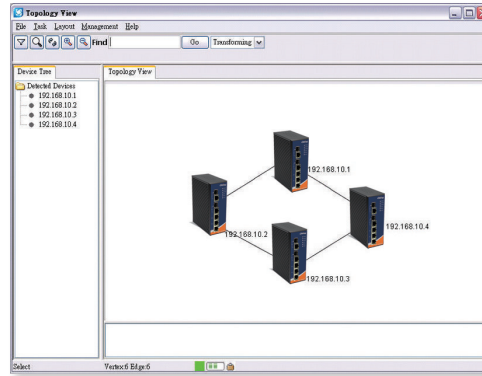 Topology View
File Task Layout Management Help
Find Go Transforming
Device Tree
Topology View
Detected Devices
192.168.10.1
192.168.10.2
192.168.10.3
192.168.10.4
192.168.10.1
192.168.10.2
192.168.10.4
192.168.10.3
Select Vertex:6 Edge:6